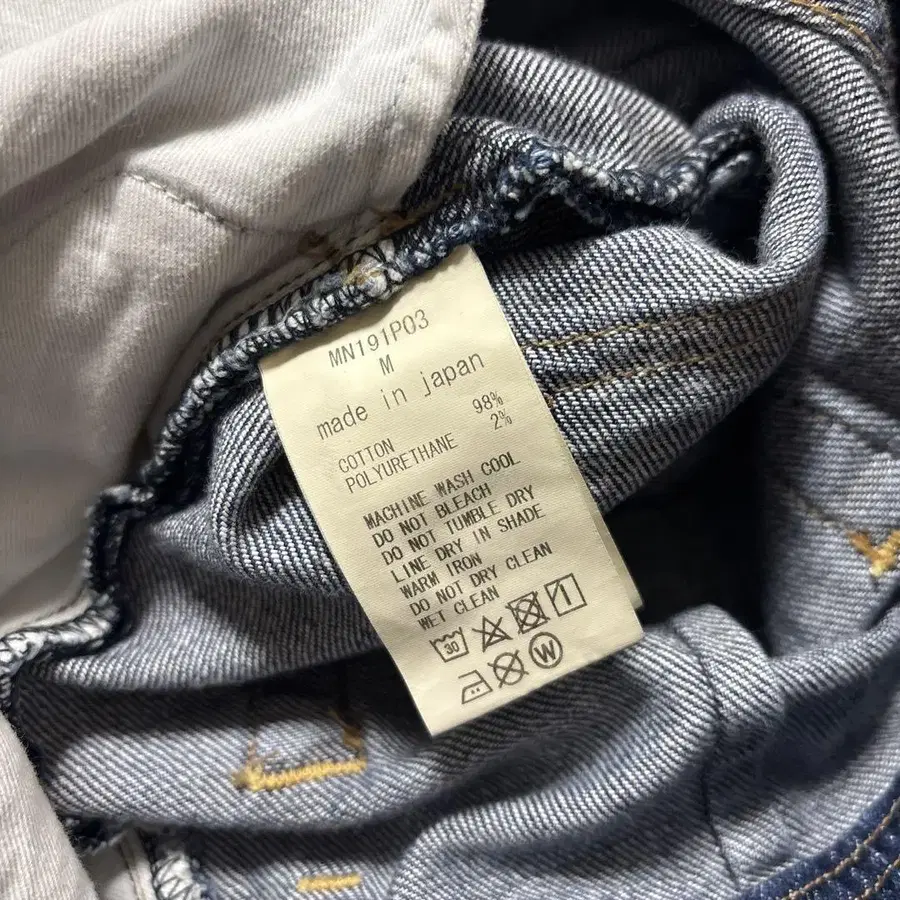 MN191P03
M
made in japan
COTTON 98%
POLYURETHANE 2%
MACHINE WASH COOL
DO NOT BLEACH
DO NOT TUMBLE DRY
LINE DRY IN SHADE
WARM IRON
DO NOT DRY CLEAN
WET CLEAN
30
W